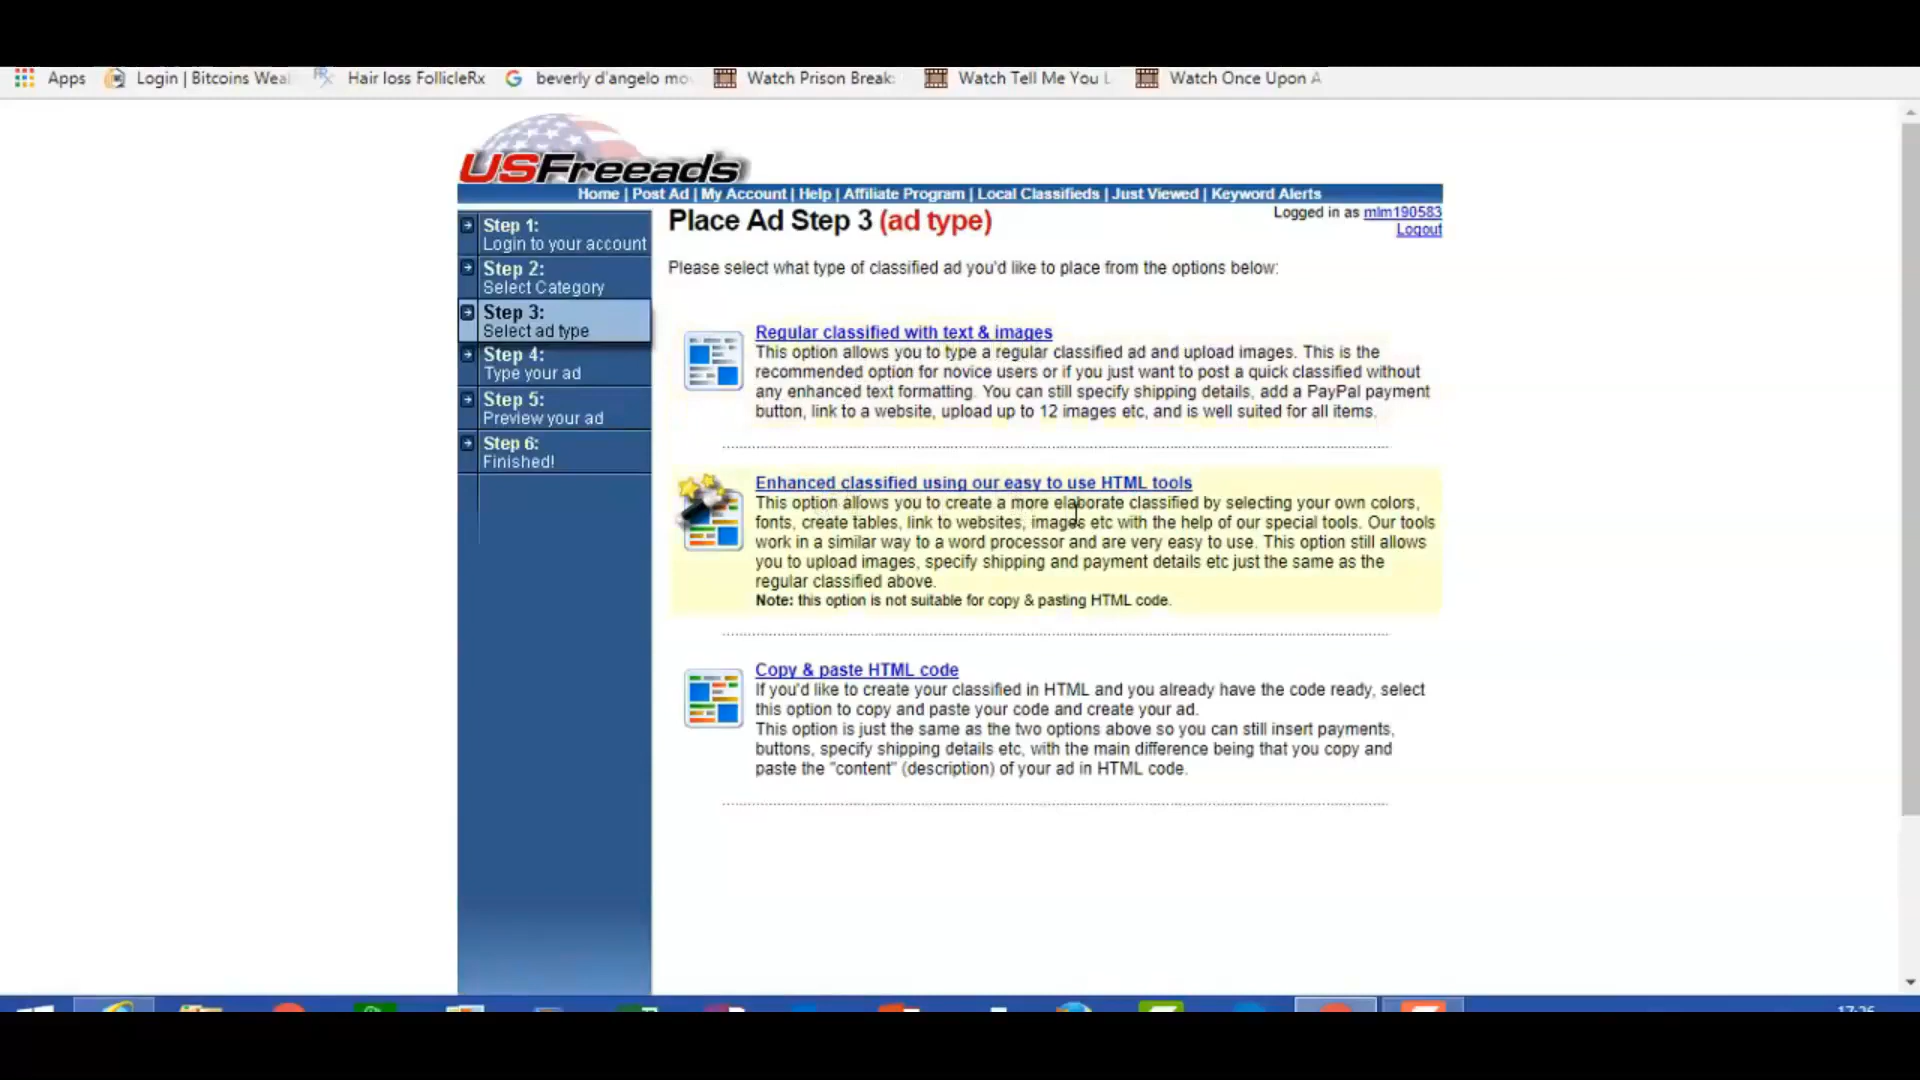 Apps Login | Bitcoins Wea Hair loss FollicleRx beverly d'angelo mo Watch Prison Break Watch Tell Me You L Watch Once Upon A
USFreeads
Home | Post Ad | My Account | Help | Affiliate Program | Local Classifieds | Just Viewed | Keyword Alerts
Step 1:
Login to your account
Step 2:
Select Category
Step 3:
Select ad type
Step 4:
Type your ad
Step 5:
Preview your ad
Step 6:
Finished!
Place Ad Step 3 (ad type)
Logged in as mlm190583
Logout
Please select what type of classified ad you'd like to place from the options below:
Regular classified with text & images
This option allows you to type a regular classified ad and upload images. This is the
recommended option for novice users or if you just want to post a quick classified without
any enhanced text formatting. You can still specify shipping details, add a PayPal payment
button, link to a website, upload up to 12 images etc, and is well suited for all items.
Enhanced classified using our easy to use HTML tools
This option allows you to create a more elaborate classified by selecting your own colors,
fonts, create tables, link to websites, images etc with the help of our special tools. Our tools
work in a similar way to a word processor and are very easy to use. This option still allows
you to upload images, specify shipping and payment details etc just the same as the
regular classified above.
Note: this option is not suitable for copy & pasting HTML code.
Copy & paste HTML code
If you'd like to create your classified in HTML and you already have the code ready, select
this option to copy and paste your code and create your ad.
This option is just the same as the two options above so you can still insert payments,
buttons, specify shipping details etc, with the main difference being that you copy and
paste the "content" (description) of your ad in HTML code.